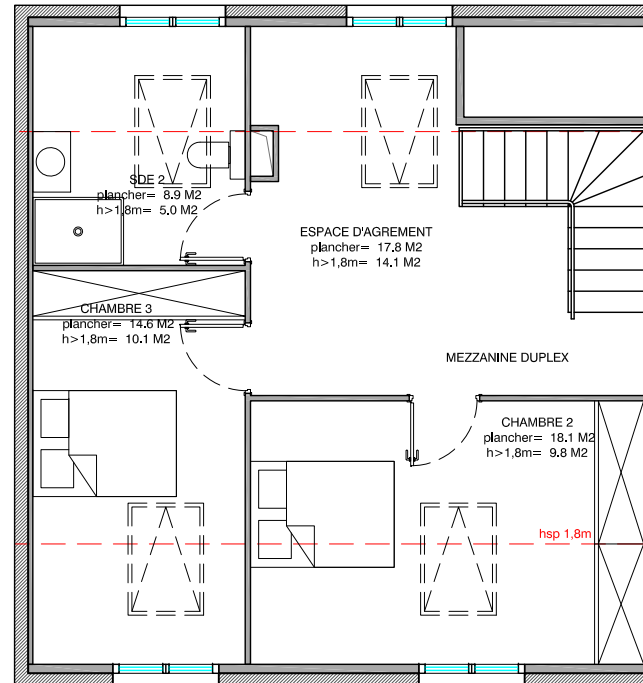 SDE 2
plancher= 8.9 M2
h>1,8m= 5.0 M2
ESPACE D'AGREMENT
plancher= 17.8 M2
h>1,8m= 14.1 M2
CHAMBRE 3
plancher= 14.6 M2
h>1,8m= 10.1 M2
MEZZANINE DUPLEX
CHAMBRE 2
plancher= 18.1 M2
h>1,8m= 9.8 M2
hsp 1,8m